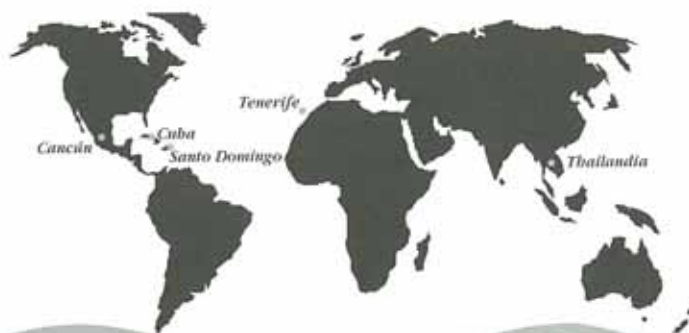 Tenerife
Cuba
Cancún
Santo Domingo
Thailandia